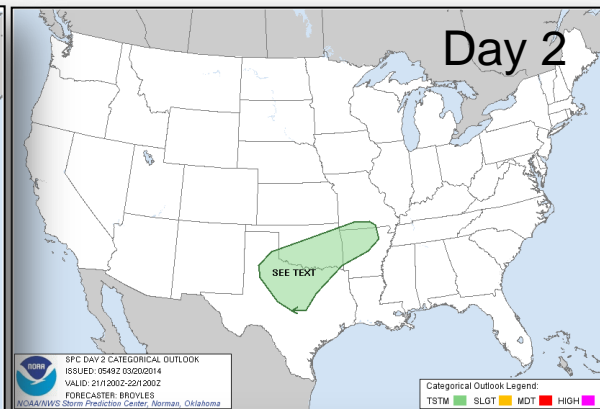 Day 2
SEE TEXT
NOAA
SPC DAY 2 CATEGORICAL OUTLOOK
ISSUED: 0549Z 03/20/2014
VALID: 21/1200Z-22/1200Z
FORECASTER: BROYLES
NOAA/NWS Storm Prediction Center, Norman, Oklahoma
Categorical Outlook Legend:
TSTM SLGT MDT HIGH